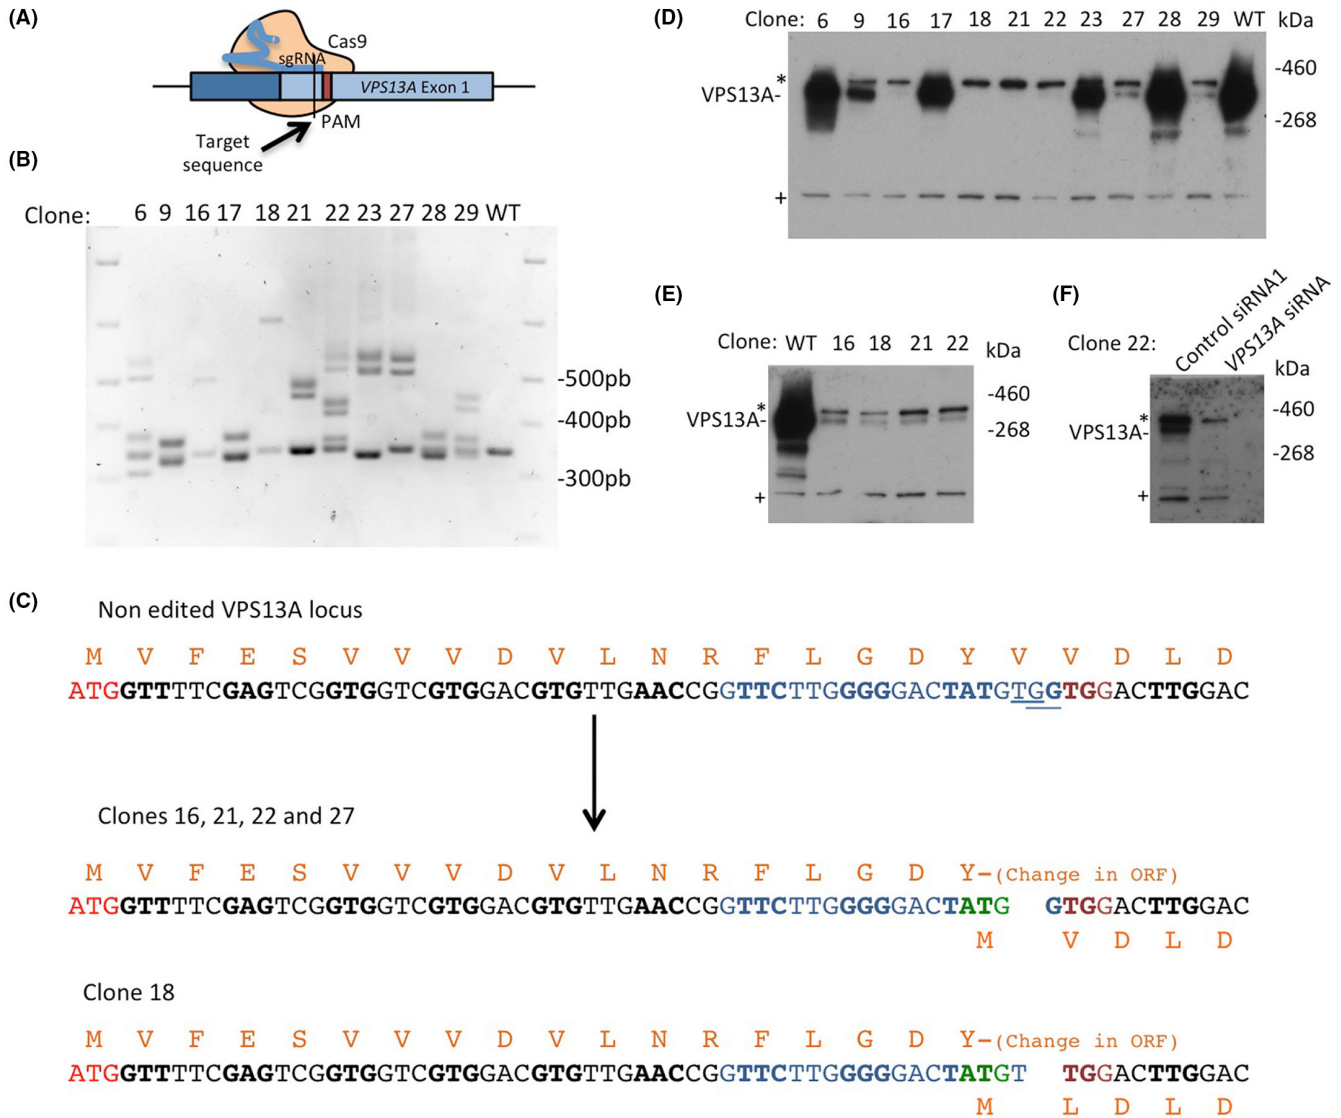 (A)
Cas9
sgRNA
VPS13A Exon 1
PAM
Target
sequence
(B)
Clone: 6 9 16 17 18 21 22 23 27 28 29 WT
-500pb
-400pb
-300pb
(D)
Clone: 6 9 16 17 18 21 22 23 27 28 29 WT kDa
*
VPS13A-
-460
-268
+
(E)
Clone: WT 16 18 21 22
kDa
*
VPS13A-
-460
-268
+
(F)
Clone 22:
Control siRNA1
VPS13A siRNA
kDa
*
VPS13A-
-460
-268
+
(C)
Non edited VPS13A locus
M V F E S V V V D V L N R F L G D Y V V D L D
ATGGTTTTCGAGTCGGTGGTCGTGGACGTGTTGAACCGGTTCTTGGGGGACTATGTGGTGGACTTGGAC
Clones 16, 21, 22 and 27
M V F E S V V V D V L N R F L G D Y-(Change in ORF)
ATGGTTTTCGAGTCGGTGGTCGTGGACGTGTTGAACCGGTTCTTGGGGGACTATG GTGGACTTGGAC
M V D L D
Clone 18
M V F E S V V V D V L N R F L G D Y-(Change in ORF)
ATGGTTTTCGAGTCGGTGGTCGTGGACGTGTTGAACCGGTTCTTGGGGGACTATGT TGGACTTGGAC
M L D L D